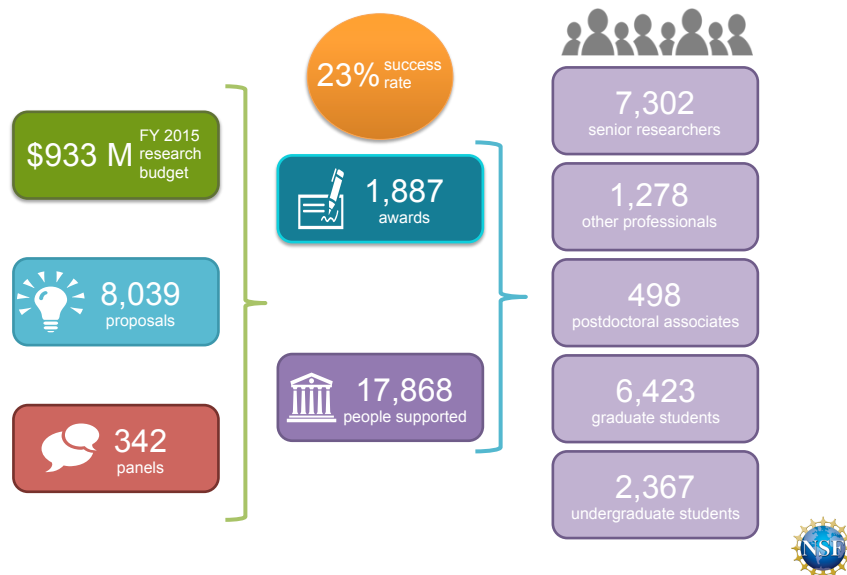 $933 M
FY 2015
research
budget
8,039
proposals
342
panels
23%
success
rate
1,887
awards
17,868
people supported
7,302
senior researchers
1,278
other professionals
498
postdoctoral associates
6,423
graduate students
2,367
undergraduate students
NSF